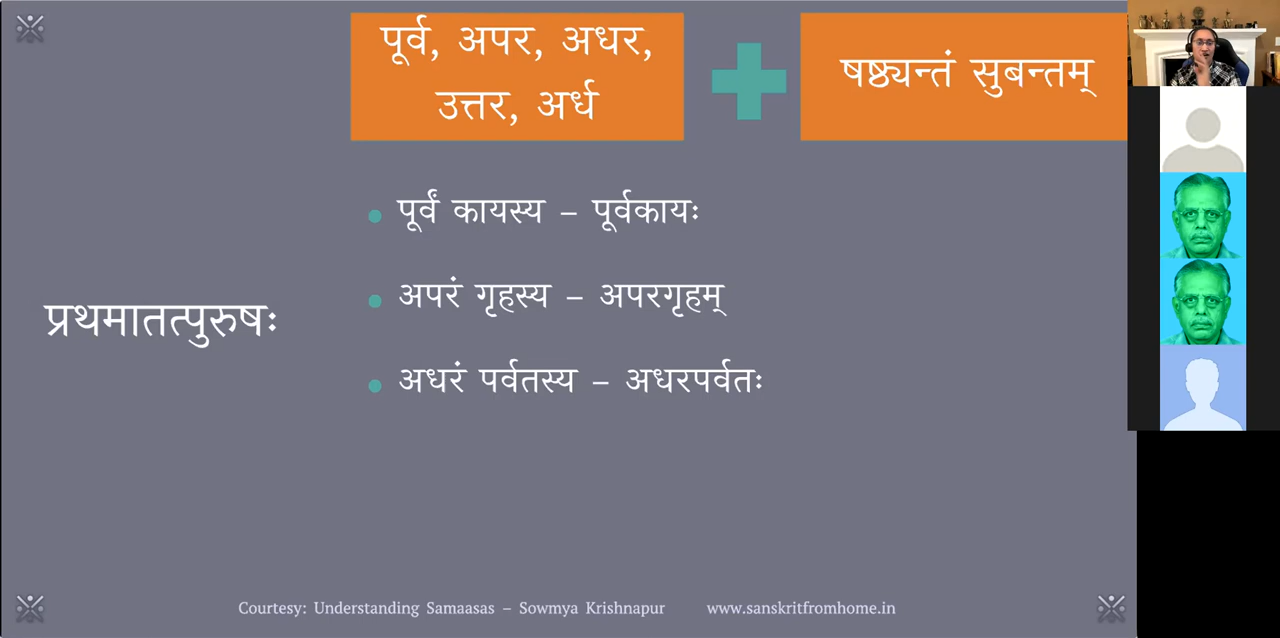 पूर्व, अपर, अधर,
उत्तर, अर्ध
षष्ठ्यन्तं सुबन्तम्
पूर्वं कायस्य – पूर्वकायः
अपरं गृहस्य – अपरगृहम्
प्रथमातत्पुरुषः
अधरं पर्वतस्य – अधरपर्वतः
Courtesy: Understanding Samaasas – Sowmya Krishnapur www.sanskritfromhome.in